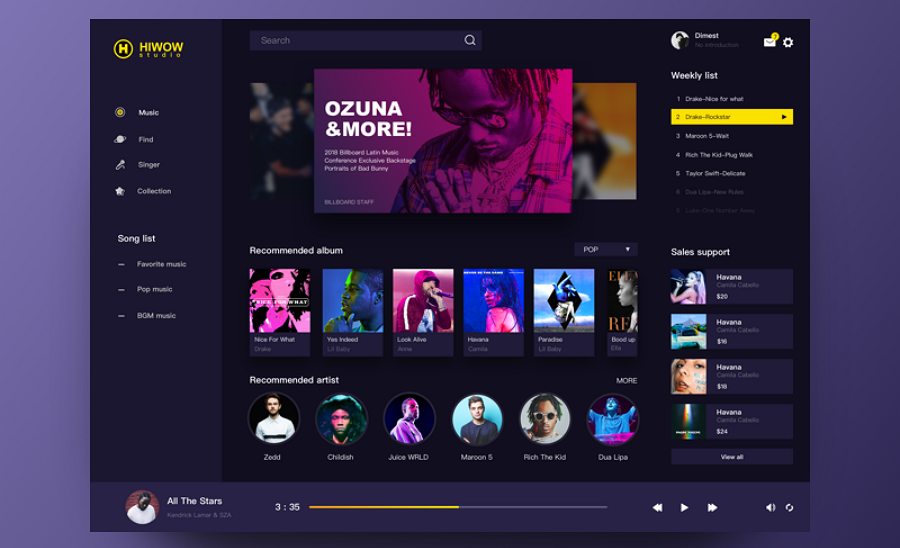 HIWOW
studio
Music
Find
Singer
Collection
Song list
Favorite music
Pop music
BGM music
Search
OZUNA
&MORE!
2018 Billboard Latin Music
Conference Exclusive Backstage
Portraits of Bad Bunny
BILLBOARD STAFF
Recommended album
POP
NICE FOR WHAT
Nice For What
Drake
Yes Indeed
Lil Baby
Look Alive
Anne
NEVER BE THE SAME
Havana
Camila
Paradise
Lil Baby
RE
Bood up
Ella
Recommended artist
MORE
Zedd
Childish
Juice WRLD
Maroon 5
Rich The Kid
Dua Lipa
Dimest
No introduction
Weekly list
1 Drake-Nice for what
2 Drake-Rockstar
3 Maroon 5-Wait
4 Rich The Kid-Plug Walk
5 Taylor Swift-Delicate
6 Dua Lipa-New Rules
Sales support
Havana
Camila Cabello
$20
Havana
Camila Cabello
$16
Havana
Camila Cabello
$18
Havana
Camila Cabello
$24
View all
All The Stars
Kendrick Lamar & SZA
3 : 35